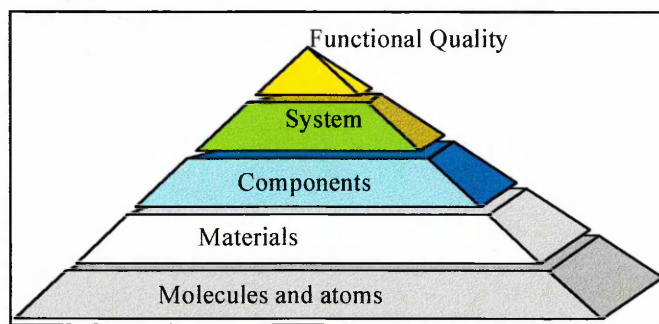 Functional Quality
System
Components
Materials
Molecules and atoms